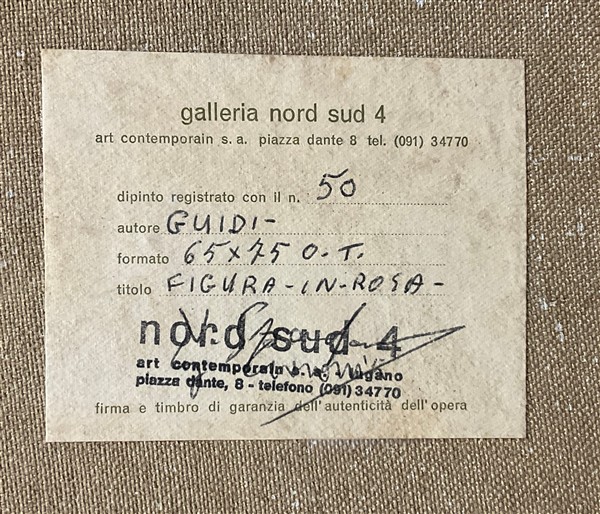 galleria nord sud 4
art contemporain s. a. piazza dante 8 tel. (091) 34770
dipinto registrato con il n. 50
autore GUIDI-
formato 65x75 O.T.
titolo FIGURA-IN-ROSA-
nord sud 4
art contemporain s.a. - lugano
piazza dante, 8 - telefono (091) 34770
firma e timbro di garanzia dell'autenticità dell'opera